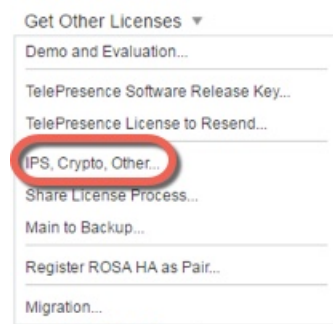 Get Other Licenses ▼
Demo and Evaluation...
TelePresence Software Release Key...
TelePresence License to Resend...
IPS, Crypto, Other...
Share License Process...
Main to Backup...
Register ROSA HA as Pair...
Migration...